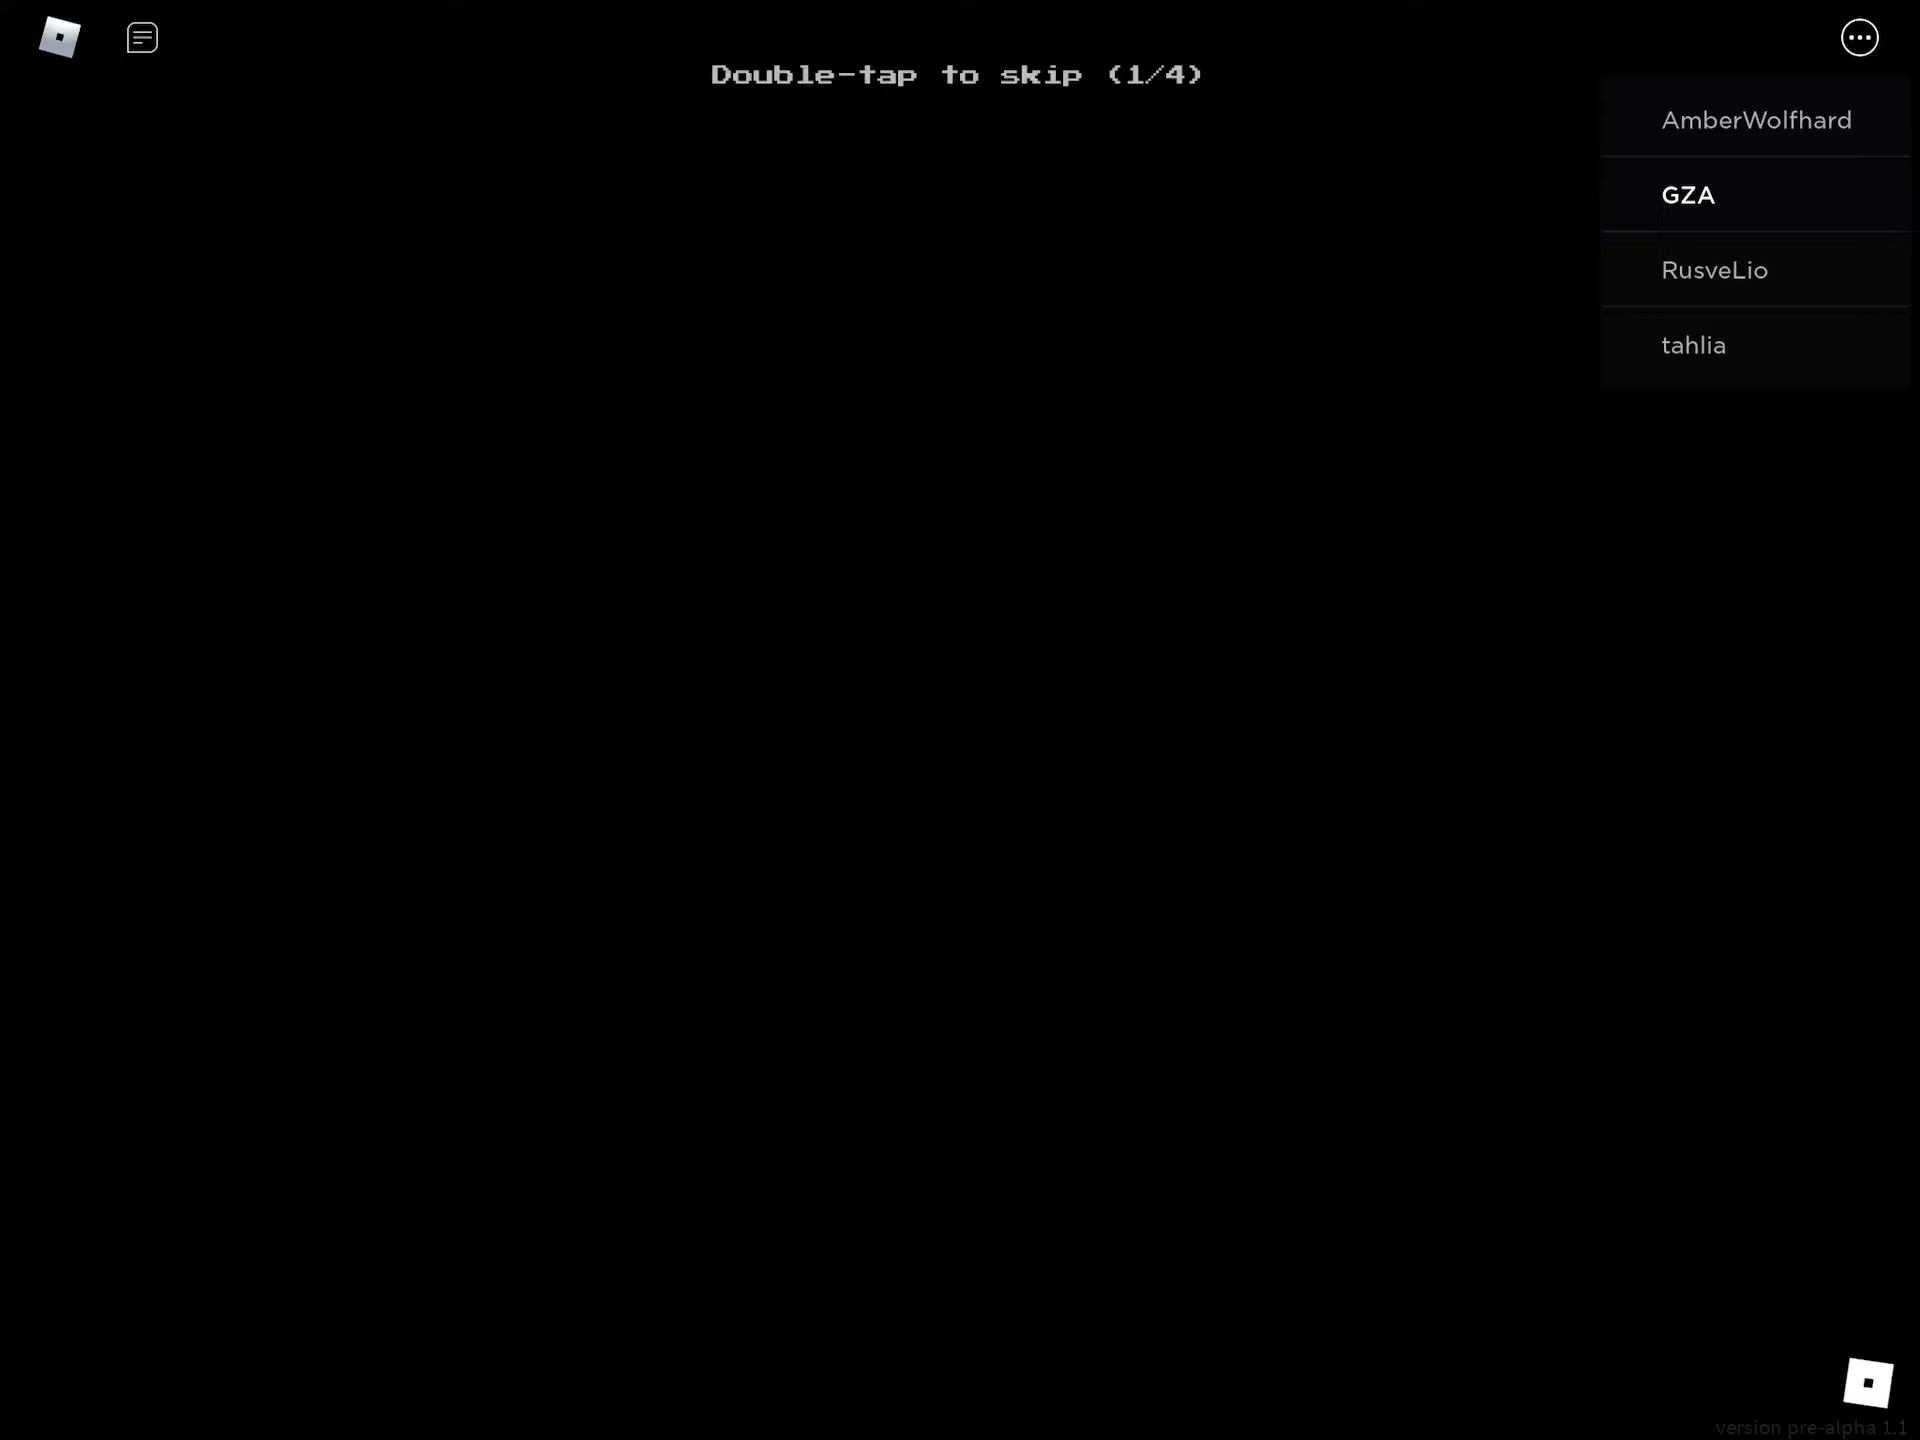 Double-tap to skip (1/4)
AmberWolfhard
GZA
RusveLio
tahlia
version pre-alpha 1.1